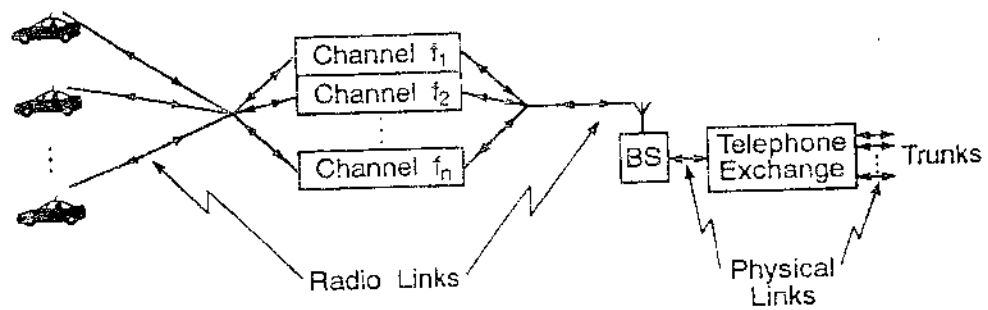 Channel f1
Channel f2
Channel fn
BS
Telephone
Exchange
Trunks
Radio Links
Physical
Links